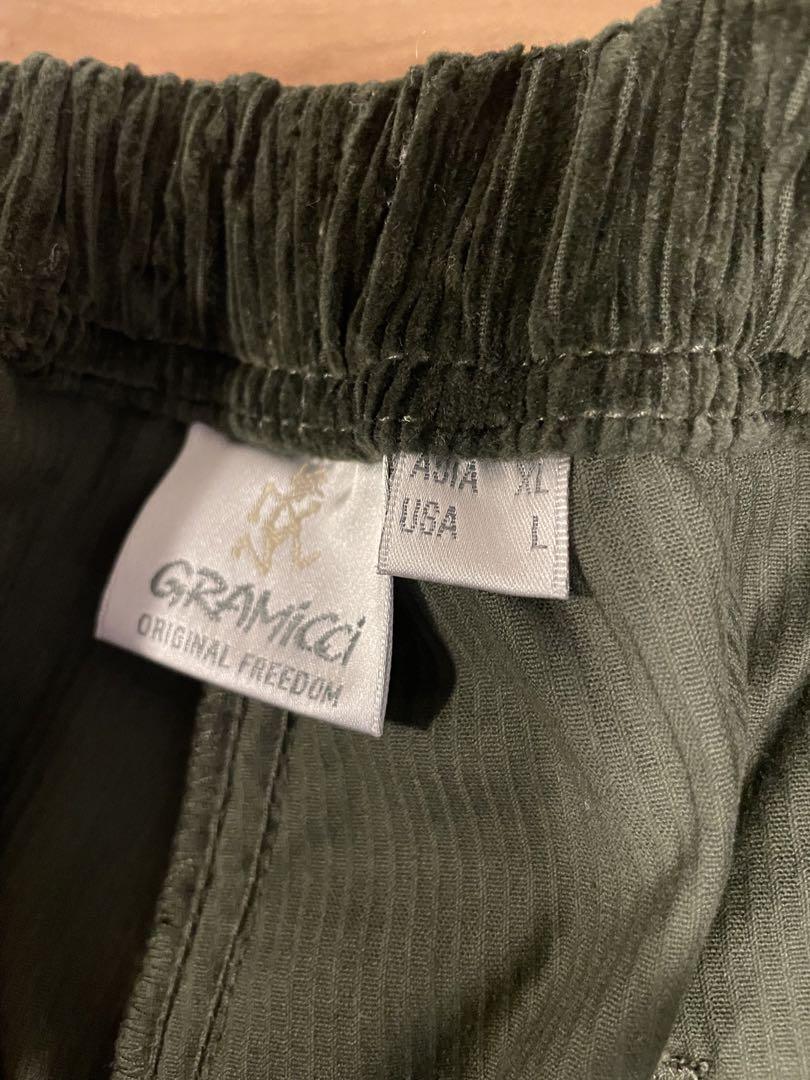 GRAMiCCi
ORIGINAL FREEDOM
ASIA XL
USA L